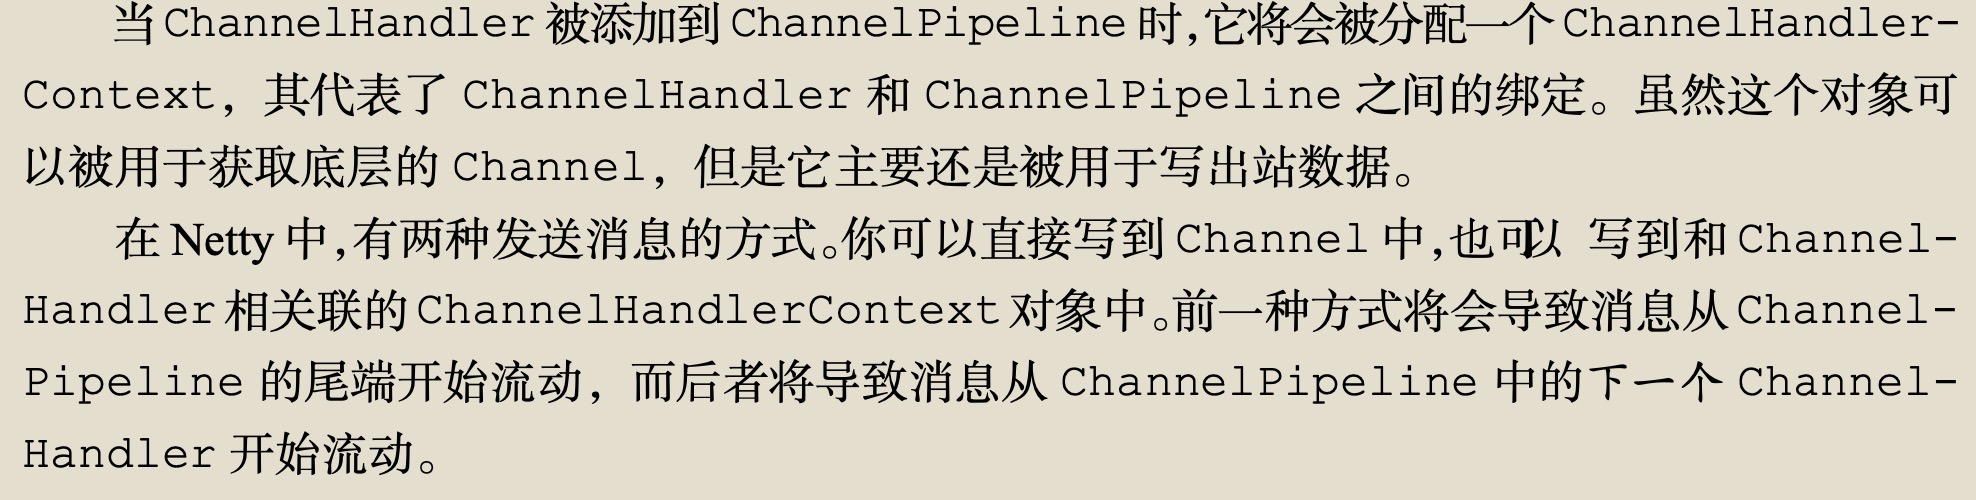 当ChannelHandler 被添加到 ChannelPipeline 时,它将会被分配一个ChannelHandler-
Context，其代表了 ChannelHandler 和 ChannelPipeline 之间的绑定。虽然这个对象可
以被用于获取底层的 Channel，但是它主要还是被用于写出站数据。
在 Netty 中,有两种发送消息的方式。你可以直接写到 Channel 中,也可以 写到和 Channel-
Handler相关联的ChannelHandlerContext对象中。前一种方式将会导致消息从Channel-
Pipeline 的尾端开始流动，而后者将导致消息从 ChannelPipeline 中的下一个 Channel-
Handler 开始流动。